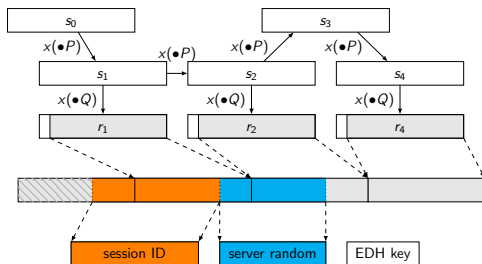 s0
s3
x(•P)
x(•P)
x(•P)
x(•P)
s1
s2
s4
x(•Q)
x(•Q)
x(•Q)
r1
r2
r4
session ID
server random
EDH key